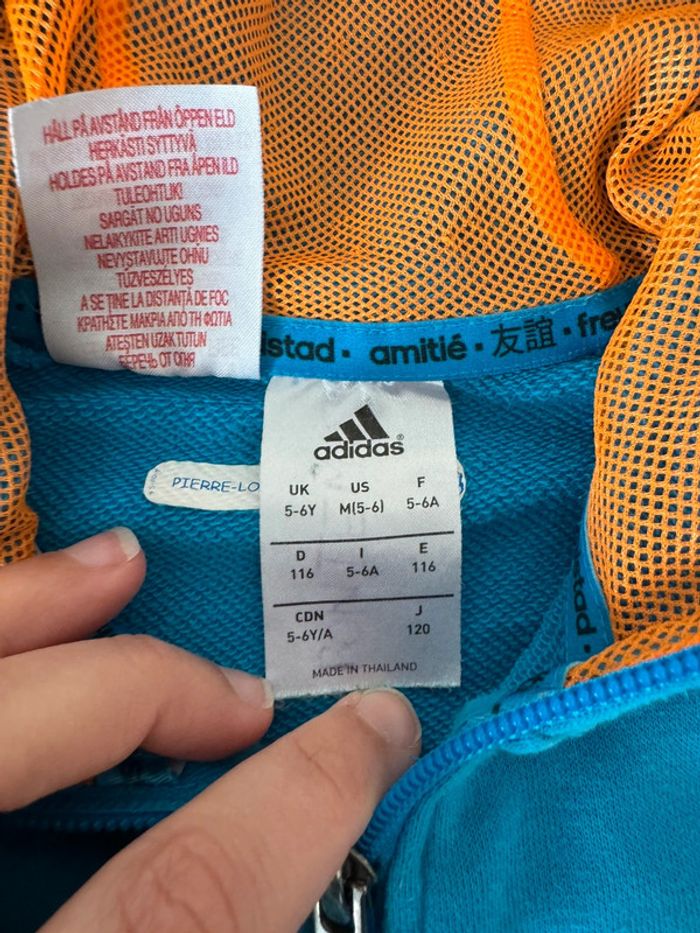 HÅLL PÅ AVSTÅND FRÅN ÖPPEN ELD
HERKÄSTI SYTTYVÄ
HOLDES PÅ AVSTAND FRA ÅPEN ILD
TULEOHTLIK!
SARGĀT NO UGUNS
NELAIKYKITE ARTI UGNIES
NEVYSTAVUJTE OHNU
TŰZVESZÉLYES
A SE ȚINE LA DISTANȚĂ DE FOC
ΚΡΑΤΗΣΤΕ ΜΑΚΡΙΑ ΑΠΟ ΤΗ ΦΩΤΙΑ
ATEŞTEN UZAK TUTUN
БЕРЕЧЬ ОТ ОГНЯ
stad · amitié · 友誼 · freu
adidas®
PIERRE-LO
UK US F
5-6Y M(5-6) 5-6A
D I E
116 5-6A 116
CDN J
5-6Y/A 120
MADE IN THAILAND